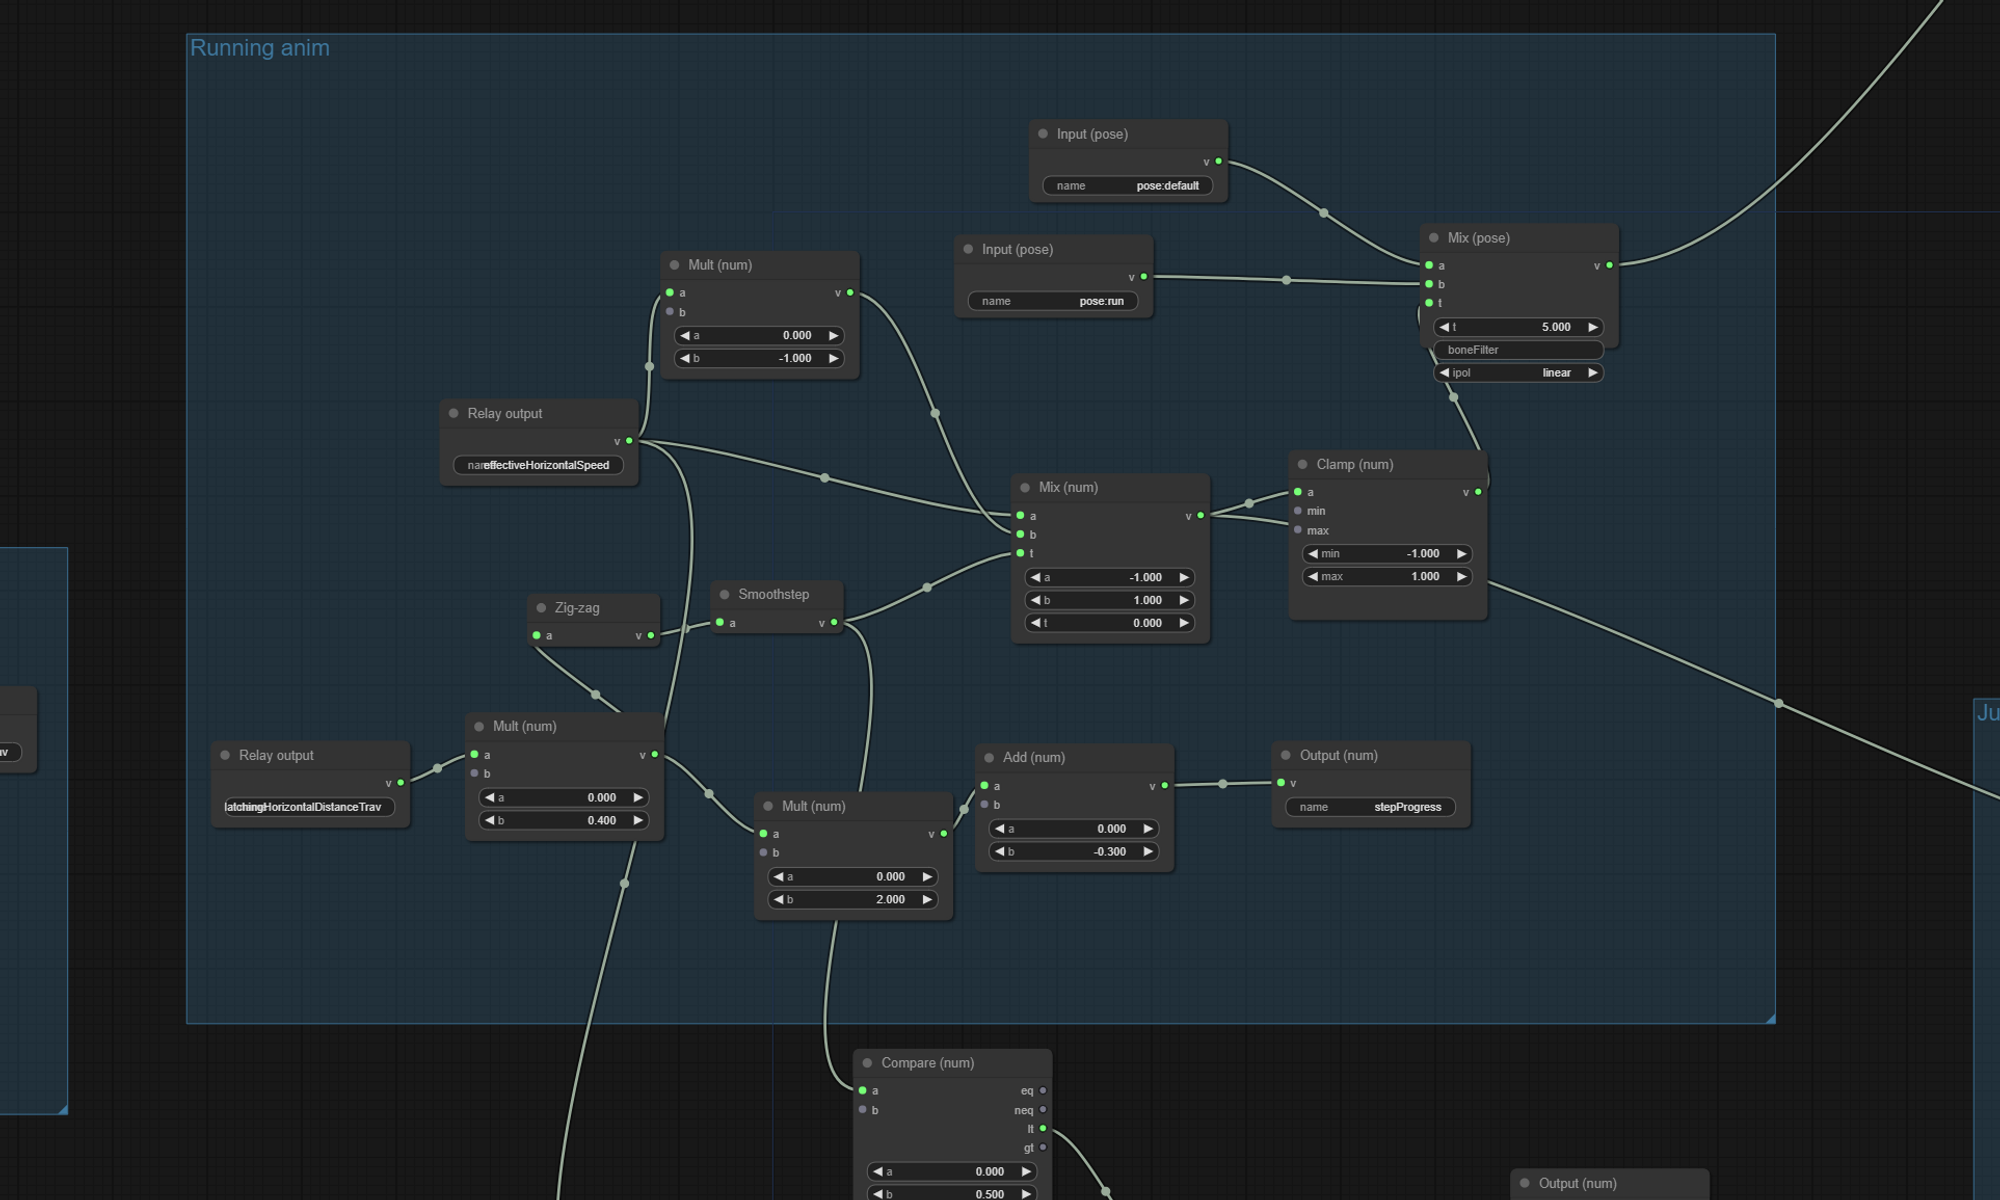 Running anim
Input (pose)
v
name pose:default
Mix (pose)
a v
b
t
t 5.000
boneFilter
ipol linear
Input (pose)
v
name pose:run
Mult (num)
a v
b
a 0.000
b -1.000
Relay output
v
effectiveHorizontalSpeed
Clamp (num)
a v
min
max
min -1.000
max 1.000
Mix (num)
a v
b
t
a -1.000
b 1.000
t 0.000
Smoothstep
a v
Zig-zag
a v
Mult (num)
a v
b
a 0.000
b 0.400
Relay output
v
latchingHorizontalDistanceTrav
Mult (num)
a v
b
a 0.000
b 2.000
Add (num)
a v
b
a 0.000
b -0.300
Output (num)
v
name stepProgress
Ju
Compare (num)
a eq
b neq
lt
gt
a 0.000
b 0.500
Output (num)